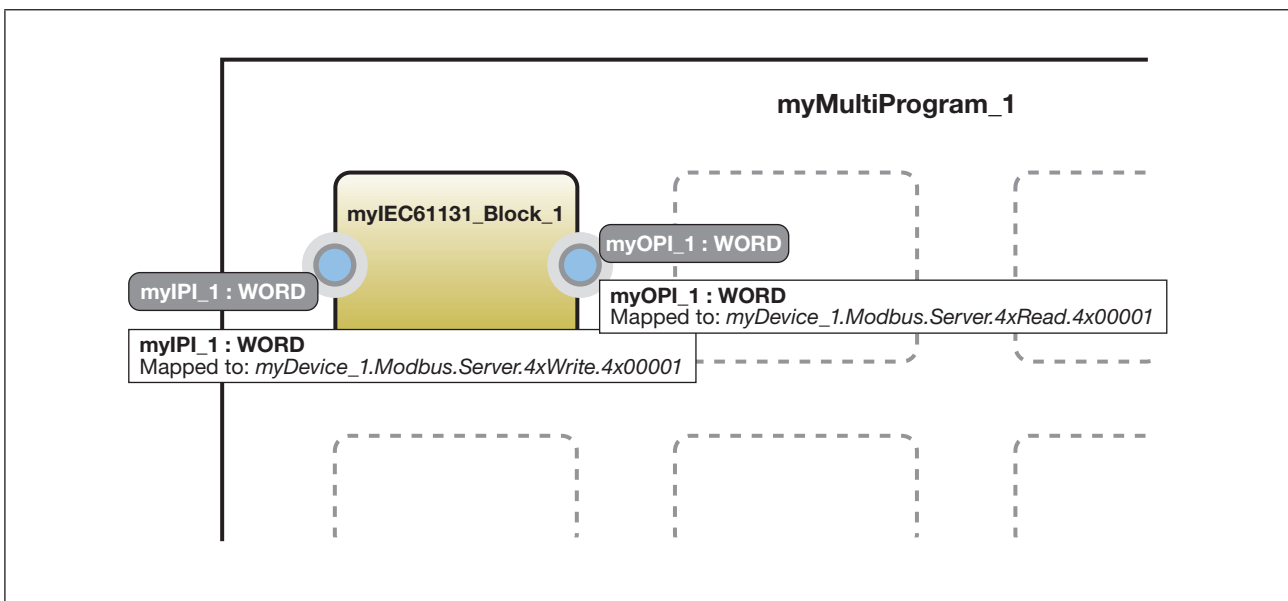 myMultiProgram_1
myIEC61131_Block_1
myOPI_1 : WORD
myIPI_1 : WORD
myOPI_1 : WORD
Mapped to: myDevice_1.Modbus.Server.4xRead.4x00001
myIPI_1 : WORD
Mapped to: myDevice_1.Modbus.Server.4xWrite.4x00001